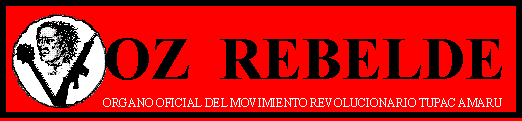 VOZ REBELDE
ORGANO OFICIAL DEL MOVIMIENTO REVOLUCIONARIO TUPAC AMARU